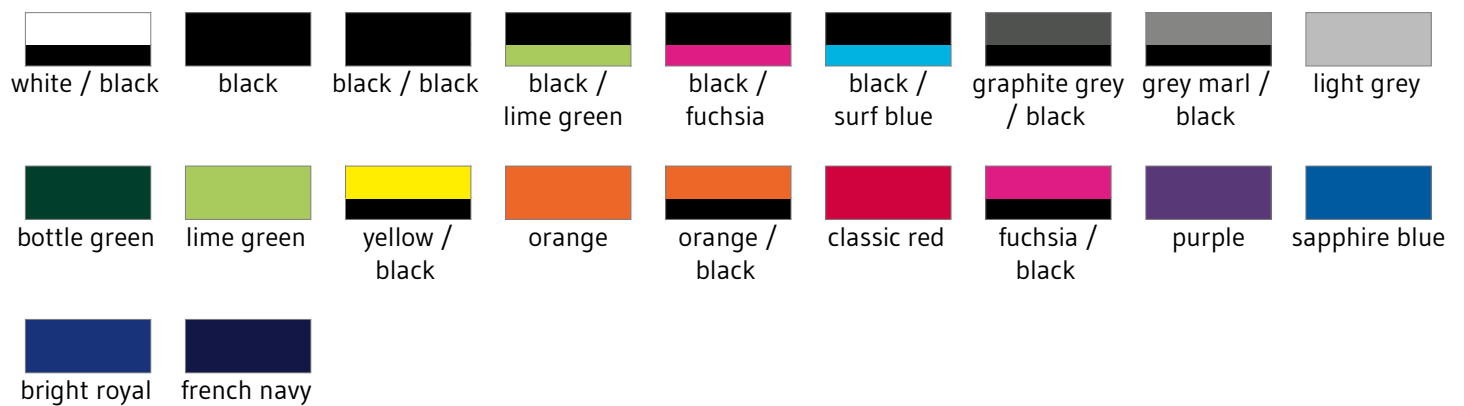 white / black
black
black / black
black /
lime green
black /
fuchsia
black /
surf blue
graphite grey
/ black
grey marl /
black
light grey
bottle green
lime green
yellow /
black
orange
orange /
black
classic red
fuchsia /
black
purple
sapphire blue
bright royal
french navy